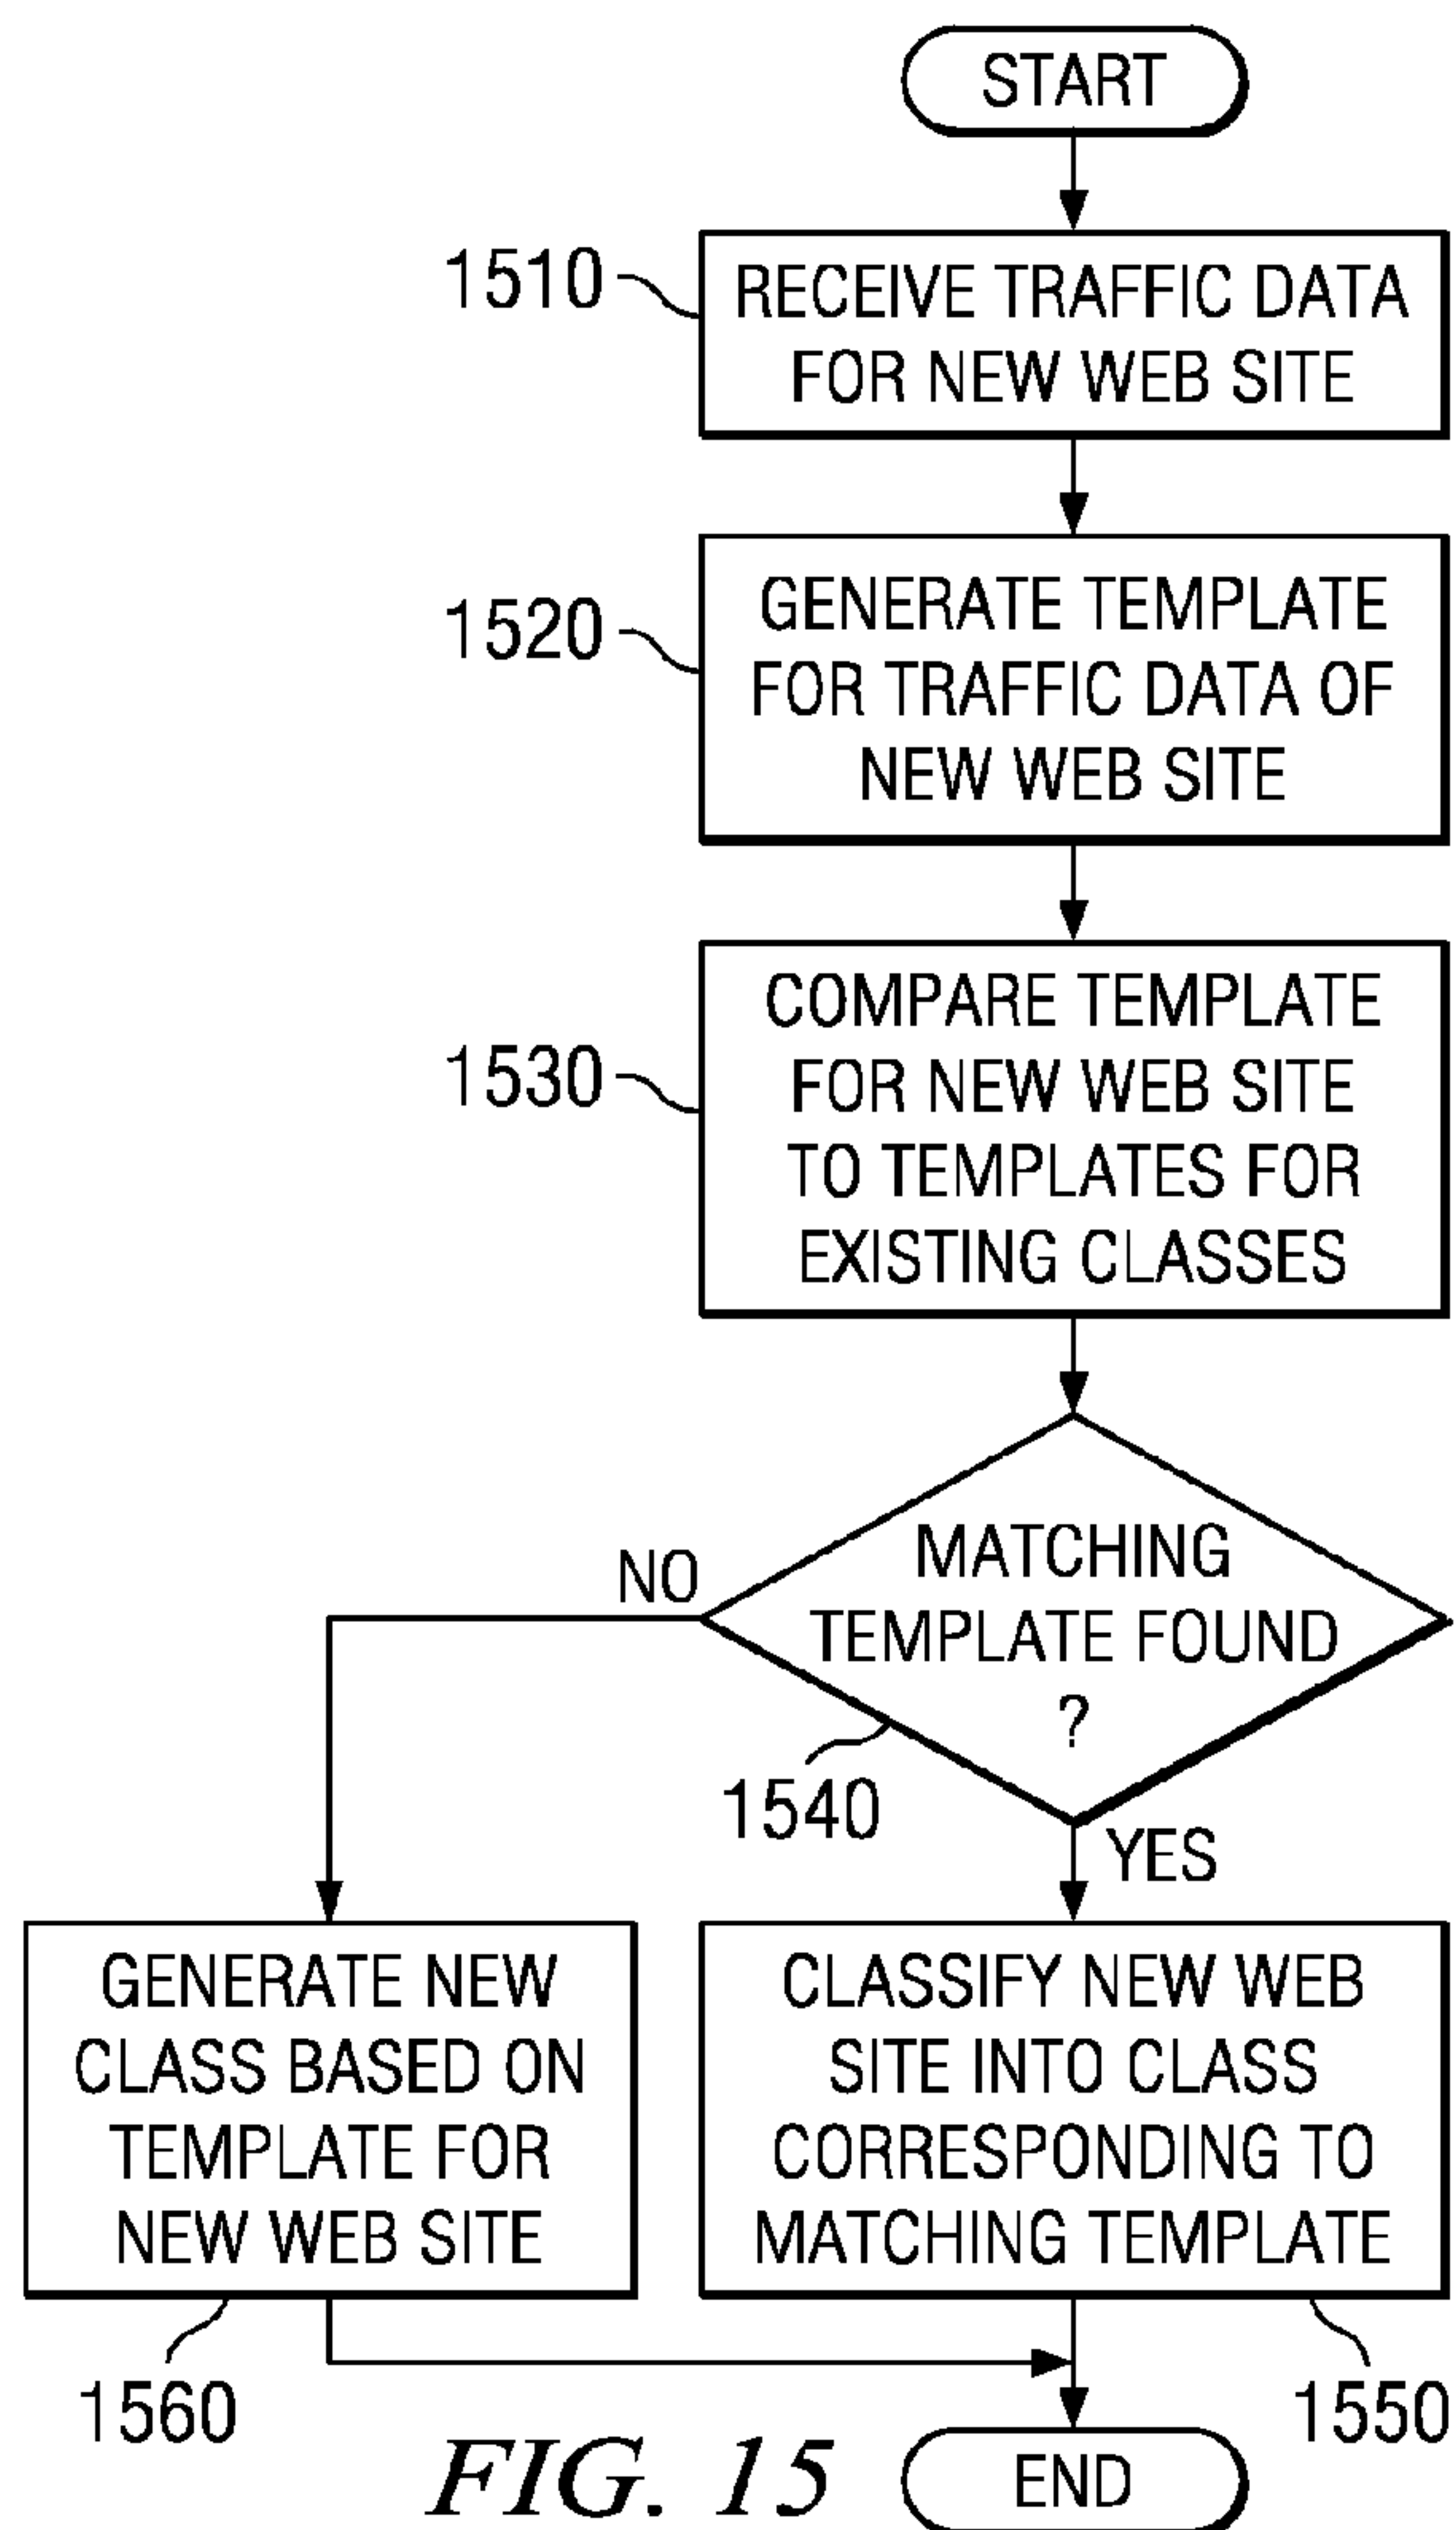 START
1510
RECEIVE TRAFFIC DATA
FOR NEW WEB SITE
1520
GENERATE TEMPLATE
FOR TRAFFIC DATA OF
NEW WEB SITE
1530
COMPARE TEMPLATE
FOR NEW WEB SITE
TO TEMPLATES FOR
EXISTING CLASSES
NO
MATCHING
TEMPLATE FOUND
?
1540
YES
GENERATE NEW
CLASS BASED ON
TEMPLATE FOR
NEW WEB SITE
CLASSIFY NEW WEB
SITE INTO CLASS
CORRESPONDING TO
MATCHING TEMPLATE
1560
1550
FIG. 15
END